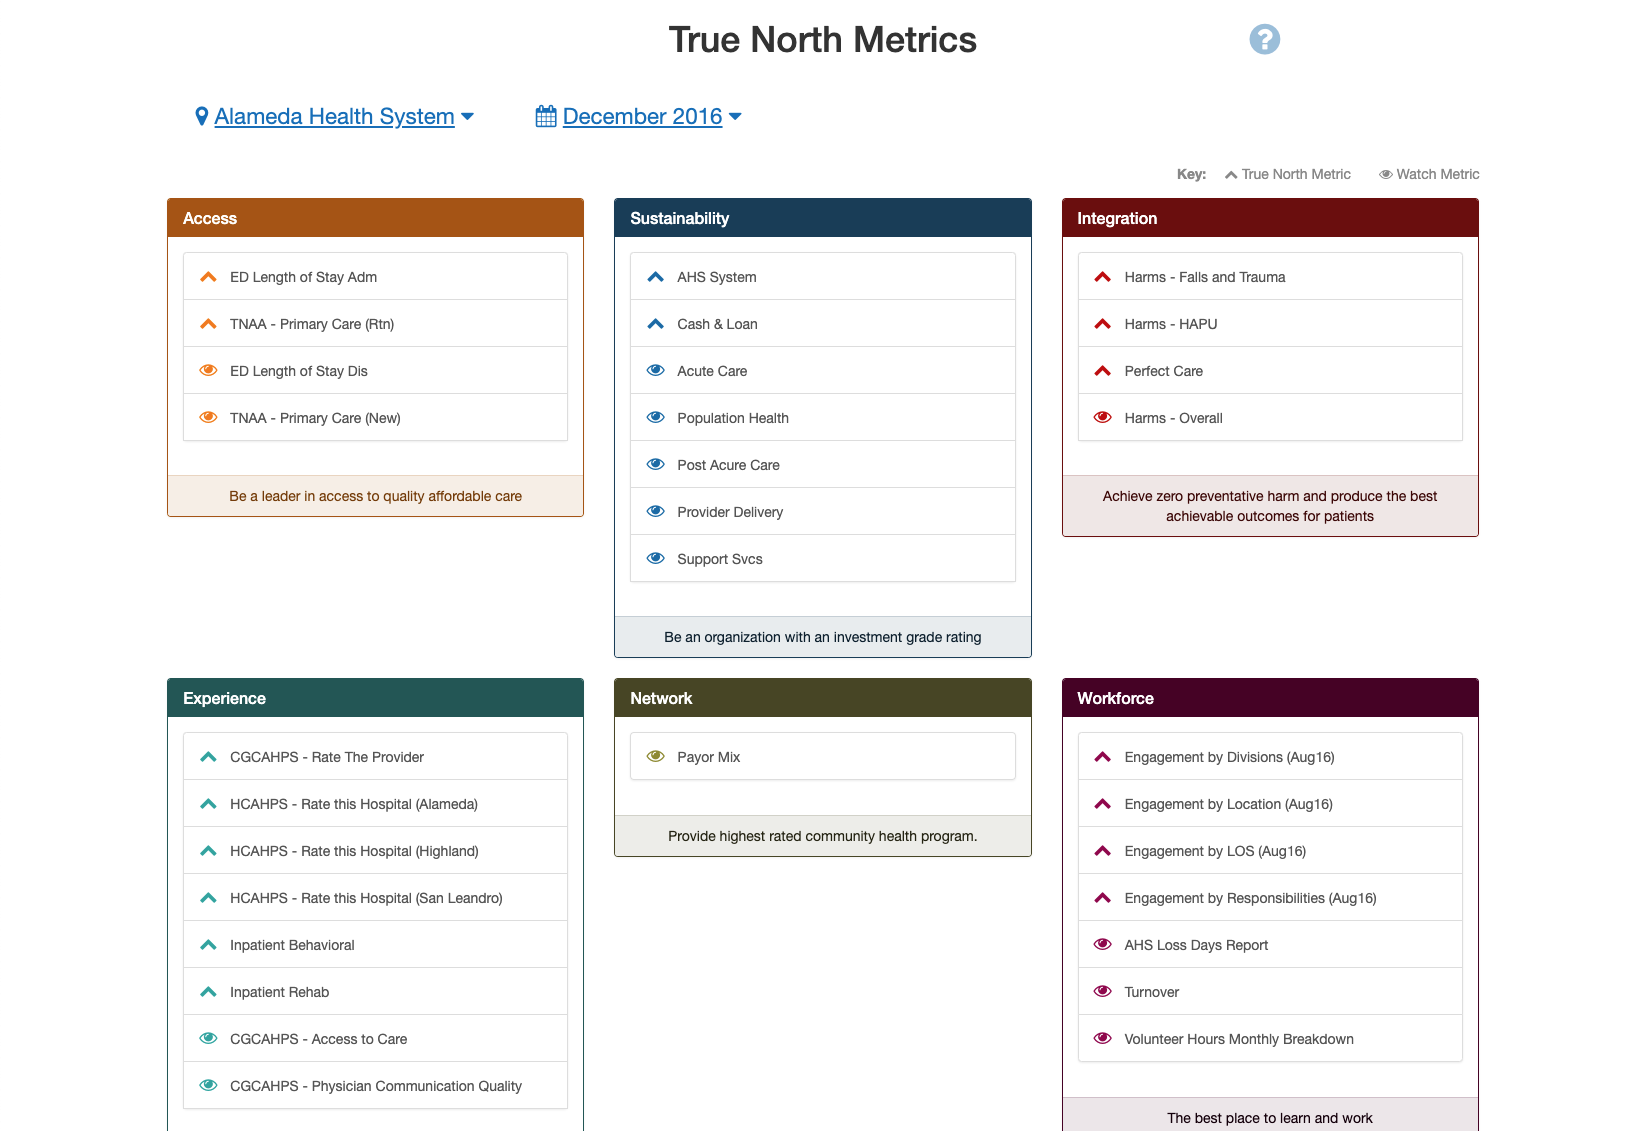 True North Metrics
?
Alameda Health System
December 2016
Key: True North Metric Watch Metric
Access
ED Length of Stay Adm
TNAA - Primary Care (Rtn)
ED Length of Stay Dis
TNAA - Primary Care (New)
Be a leader in access to quality affordable care
Sustainability
AHS System
Cash & Loan
Acute Care
Population Health
Post Acure Care
Provider Delivery
Support Svcs
Be an organization with an investment grade rating
Integration
Harms - Falls and Trauma
Harms - HAPU
Perfect Care
Harms - Overall
Achieve zero preventative harm and produce the best
achievable outcomes for patients
Experience
CGCAHPS - Rate The Provider
HCAHPS - Rate this Hospital (Alameda)
HCAHPS - Rate this Hospital (Highland)
HCAHPS - Rate this Hospital (San Leandro)
Inpatient Behavioral
Inpatient Rehab
CGCAHPS - Access to Care
CGCAHPS - Physician Communication Quality
Network
Payor Mix
Provide highest rated community health program.
Workforce
Engagement by Divisions (Aug16)
Engagement by Location (Aug16)
Engagement by LOS (Aug16)
Engagement by Responsibilities (Aug16)
AHS Loss Days Report
Turnover
Volunteer Hours Monthly Breakdown
The best place to learn and work